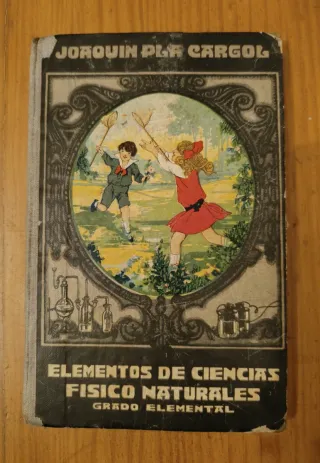 JOAQUIN PLA CARGOL
ELEMENTOS DE CIENCIAS
FISICO NATURALES
GRADO ELEMENTAL